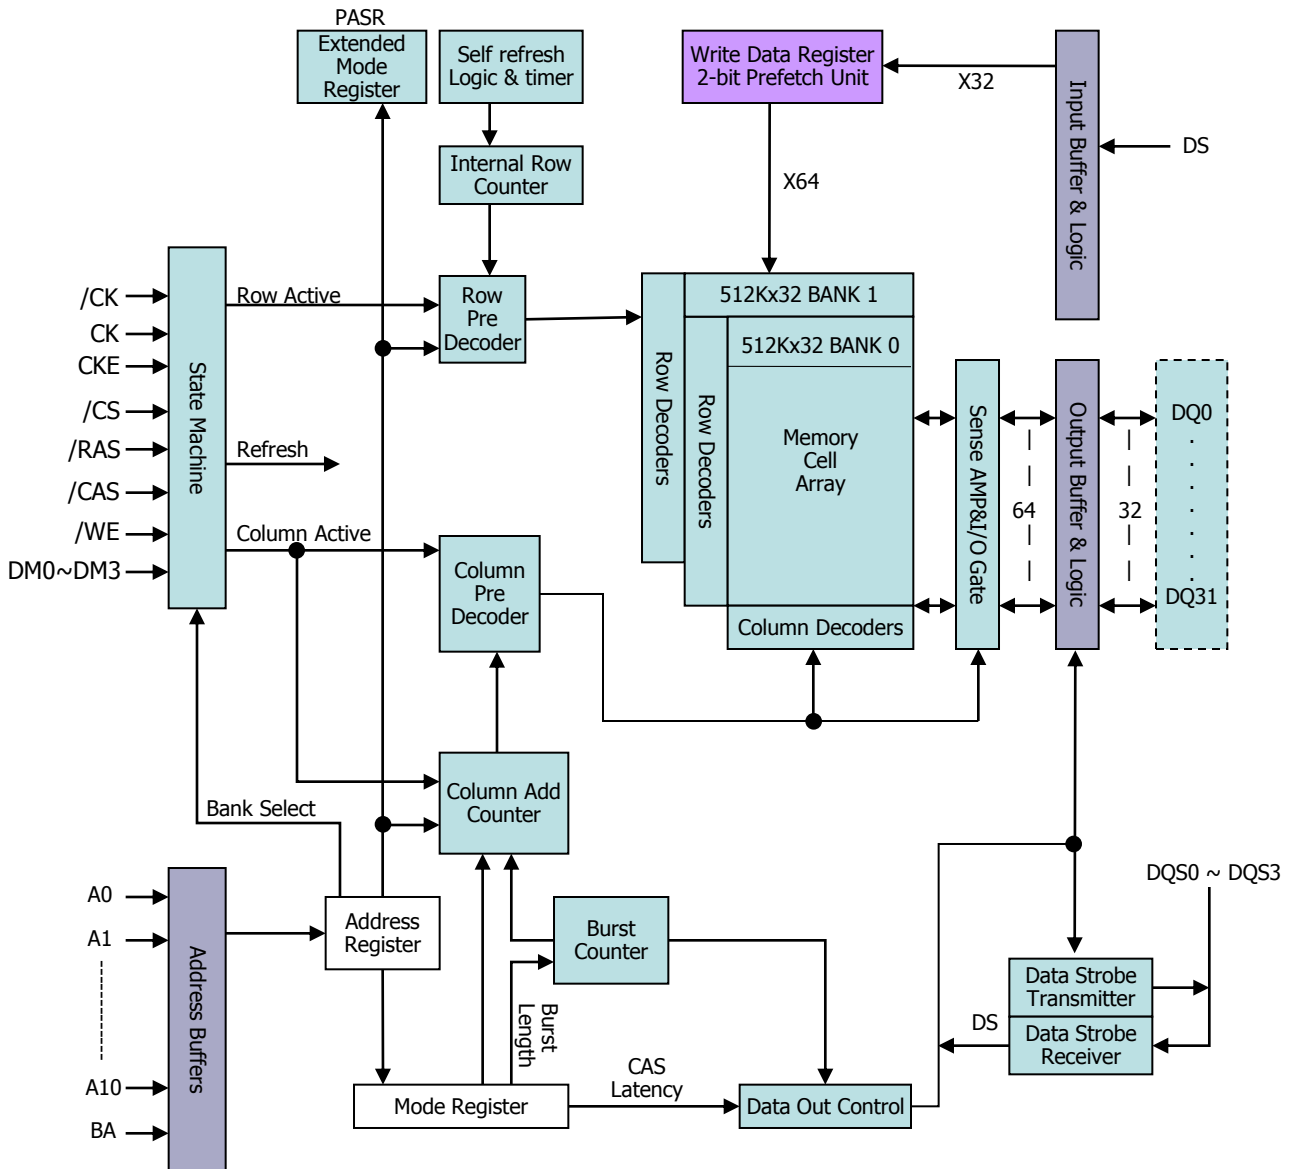 PASR
Extended
Mode
Register
Self refresh
Logic & timer
Write Data Register
2-bit Prefetch Unit
X32
Input Buffer & Logic
DS
Internal Row
Counter
X64
/CK
CK
CKE
/CS
/RAS
/CAS
/WE
DM0~DM3
State Machine
Row Active
Refresh
Column Active
Row
Pre
Decoder
512Kx32 BANK 1
512Kx32 BANK 0
Row Decoders
Row Decoders
Memory
Cell
Array
Column Decoders
Sense AMP&I/O Gate
64
Output Buffer & Logic
32
DQ0
.
.
.
.
.
.
DQ31
Column
Pre
Decoder
Column Add
Counter
Bank Select
A0
A1
A10
BA
Address Buffers
Address
Register
Burst
Counter
Burst
Length
DQS0 ~ DQS3
Data Strobe
Transmitter
DS
Data Strobe
Receiver
CAS
Latency
Mode Register
Data Out Control